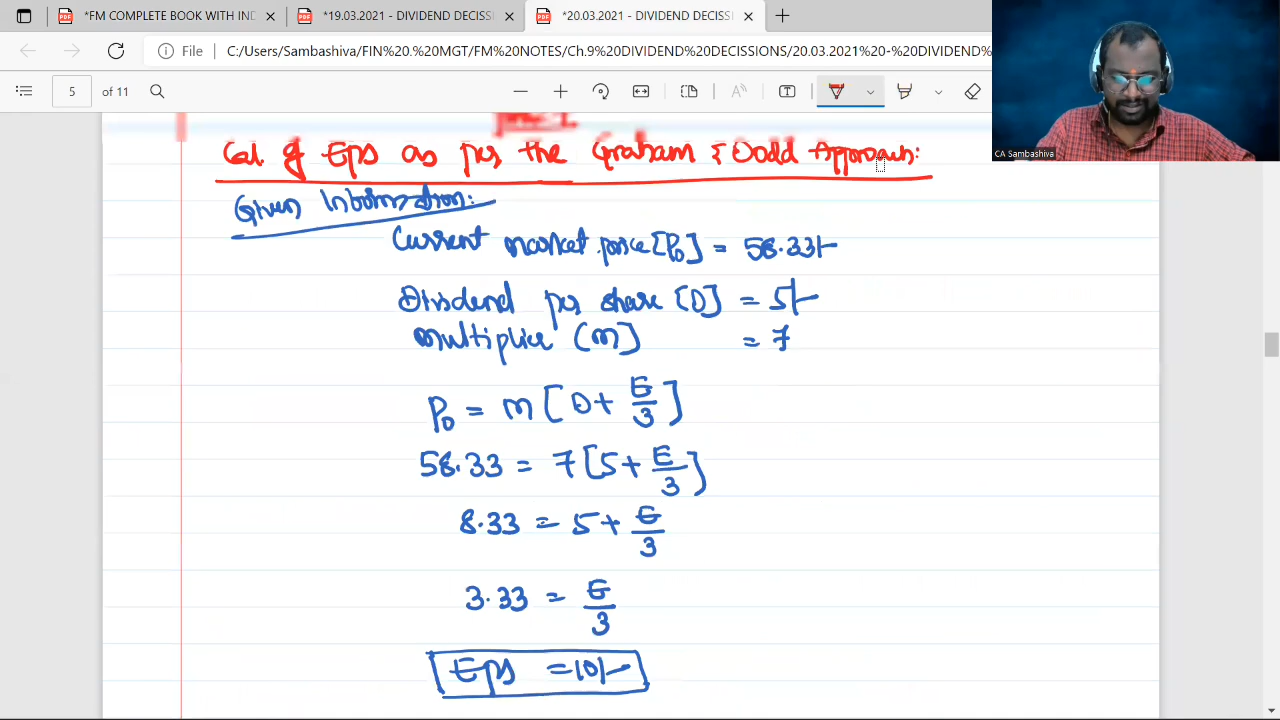 *FM COMPLETE BOOK WITH IND
*19.03.2021 - DIVIDEND DECISSI
*20.03.2021 - DIVIDEND DECISSI
File
C:/Users/Sambashiva/FIN%20.%20MGT/FM%20NOTES/Ch.9%20DIVIDEND%20DECISSIONS/20.03.2021%20-%20DIVIDEND%
5 of 11
CA Sambashiva
Cal. of Eps as per the Graham & Dodd Approach:
Given Information:
Current market price [P0] = 58.33/-
Dividend per share [D] = 5/-
Multiplier (m) = 7
P0 = m [D + E/3]
58.33 = 7 [5 + E/3]
8.33 = 5 + E/3
3.33 = E/3
Eps = 10/-